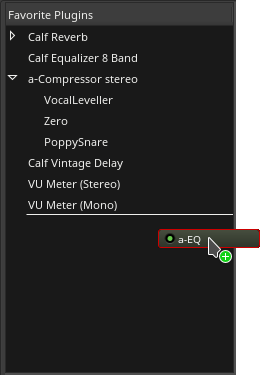 Favorite Plugins
Calf Reverb
Calf Equalizer 8 Band
a-Compressor stereo
VocalLeveller
Zero
PoppySnare
Calf Vintage Delay
VU Meter (Stereo)
VU Meter (Mono)
a-EQ